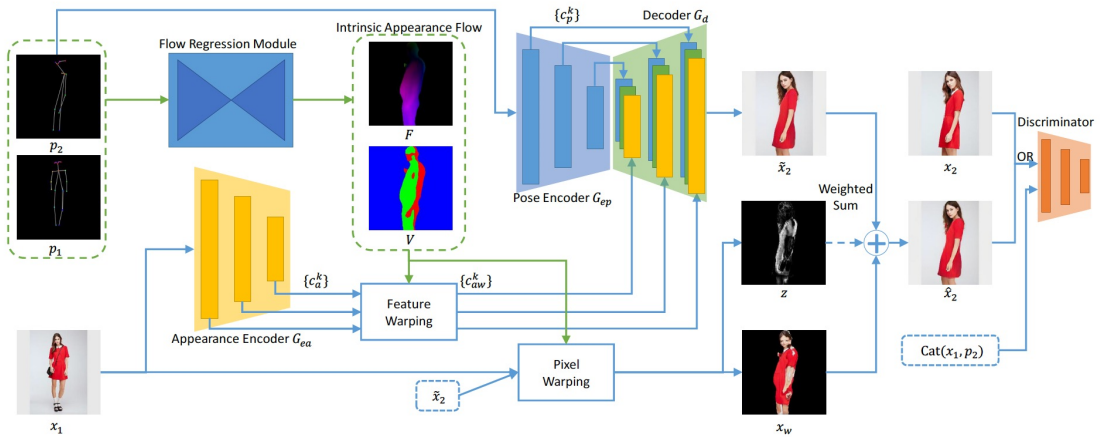 Flow Regression Module
Intrinsic Appearance Flow
{c_p^k}
Decoder G_d
p_2
F
x̃_2
x_2
Discriminator
OR
p_1
V
Pose Encoder G_ep
Weighted
Sum
{c_a^k}
{c_aw^k}
Feature
Warping
z
x̂_2
Appearance Encoder G_ea
Cat(x_1, p_2)
Pixel
Warping
x̃_2
x_1
x_w